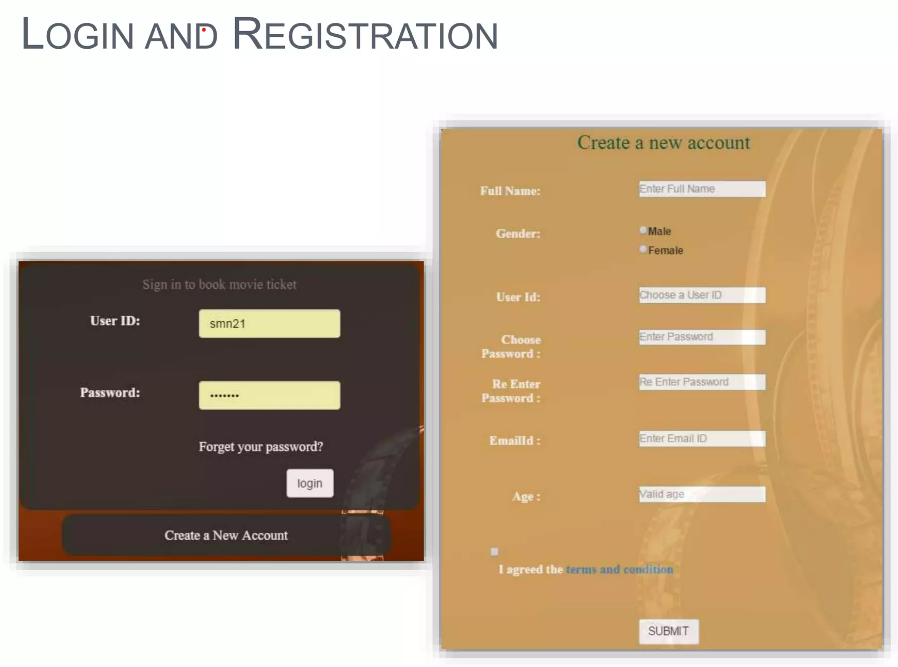 LOGIN AND REGISTRATION
Sign in to book movie ticket
User ID:
smn21
Password:
•••••••
Forget your password?
login
Create a New Account
Create a new account
Full Name:
Enter Full Name
Gender:
Male
Female
User Id:
Choose a User ID
Choose
Password :
Enter Password
Re Enter
Password :
Re Enter Password
EmailId :
Enter Email ID
Age :
Valid age
I agreed the terms and condition
SUBMIT